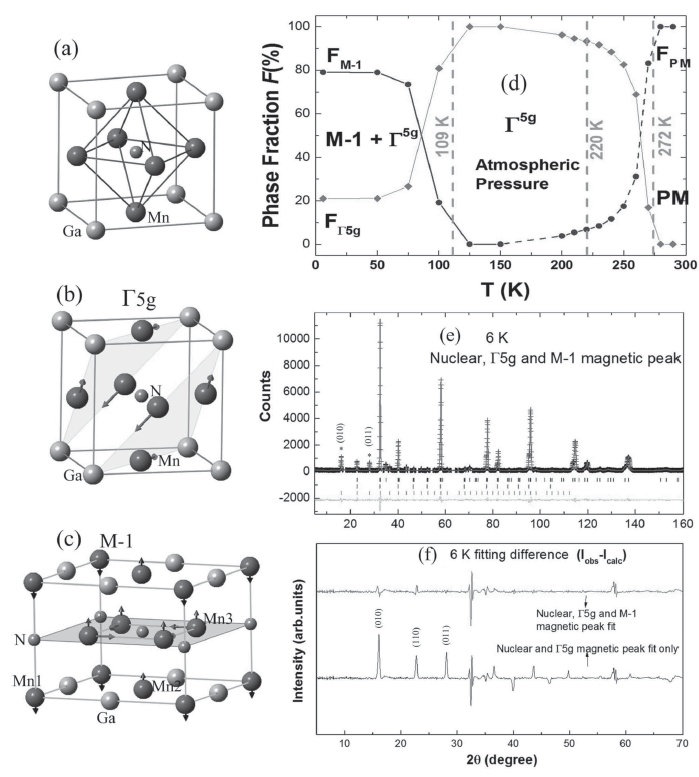 (a)
N
Mn
Ga
(b)
Γ5g
N
Ga
Mn
(c)
M-1
Mn3
N
Mn1
Mn2
Ga
Phase Fraction F(%)
100
80
60
40
20
0
F_M-1
(d)
F_PM
M-1 + Γ^5g
109 K
Γ^5g
220 K
272 K
Atmospheric
Pressure
PM
F_Γ5g
0 50 100 150 200 250 300
T (K)
Counts
10000
8000
6000
4000
2000
0
-2000
(e) 6 K
Nuclear, Γ5g and M-1 magnetic peak
(010)
(011)
20 40 60 80 100 120 140 160
Intensity (arb.units)
(f) 6 K fitting difference (I_obs-I_calc)
Nuclear, Γ5g and M-1
magnetic peak fit
Nuclear and Γ5g magnetic peak fit only
(010)
(110)
(011)
10 20 30 40 50 60 70
2θ (degree)